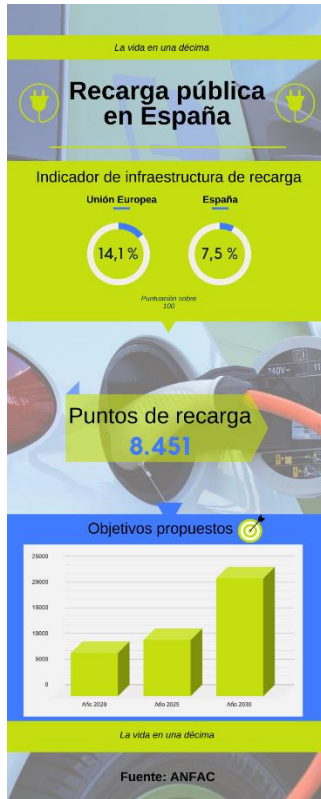 La vida en una décima
Recarga pública
en España
Indicador de infraestructura de recarga
Unión Europea España
14,1 % 7,5 %
Puntuación sobre
100
240V~
Puntos de recarga
8.451
Objetivos propuestos
25000
20000
15000
10000
5000
0
Año 2020 Año 2025 Año 2030
La vida en una décima
Fuente: ANFAC